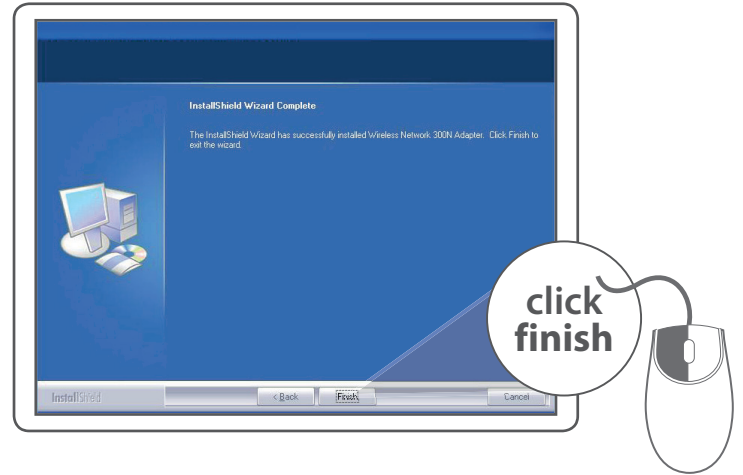 InstallShield Wizard Complete
The InstallShield Wizard has successfully installed Wireless Network 300N Adapter. Click Finish to
exit the wizard.
click
finish
InstallShield
< Back
Finish
Cancel